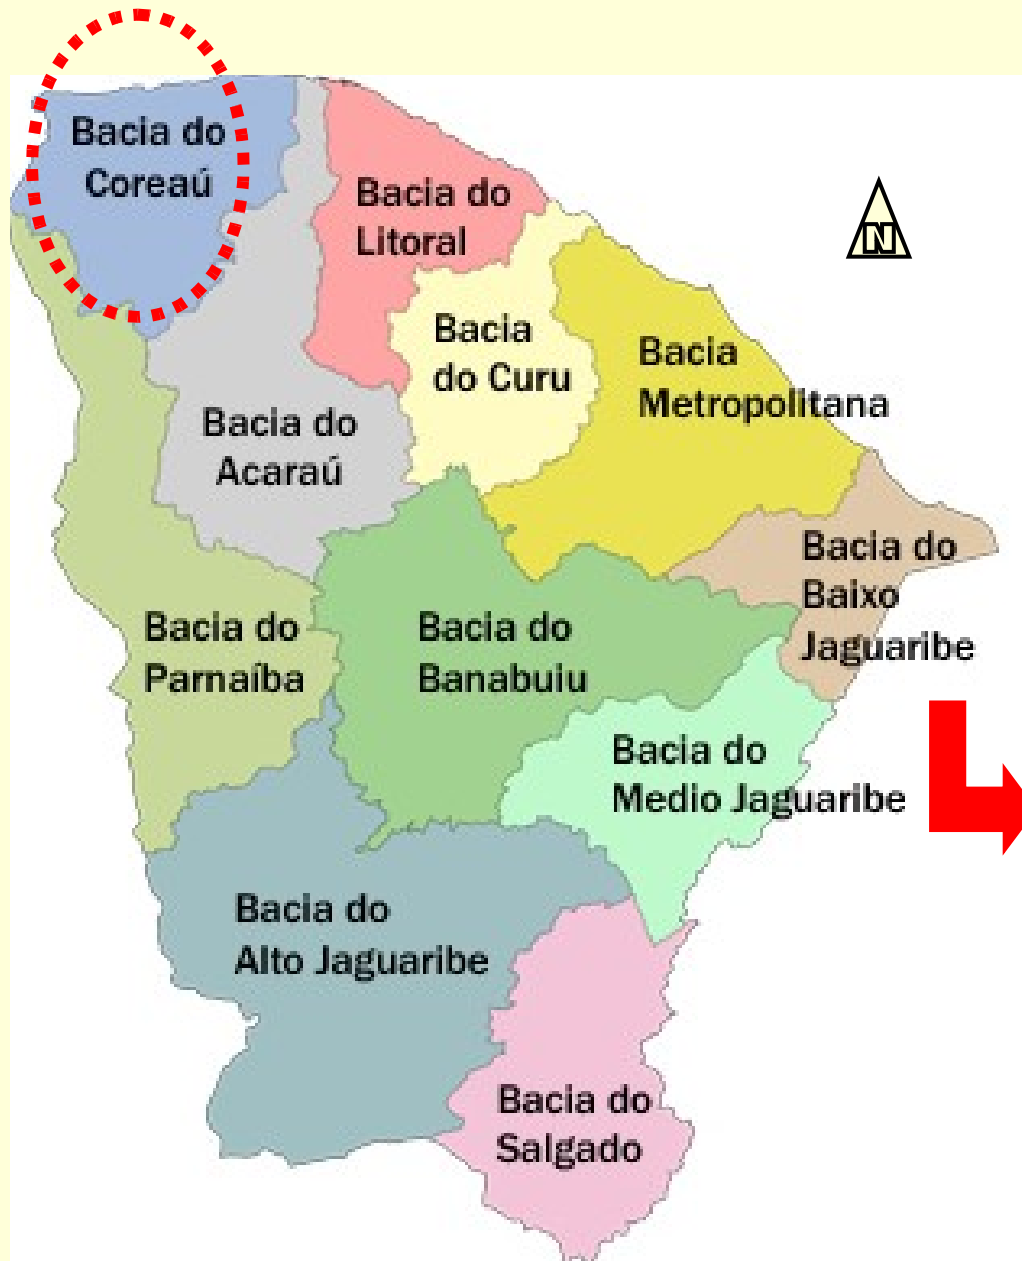 Bacia do
Coreaú
Bacia do
Litoral
N
Bacia
do Curu
Bacia
Metropolitana
Bacia do
Acaraú
Bacia do
Baixo
Jaguaribe
Bacia do
Parnaíba
Bacia do
Banabuiu
Bacia do
Medio Jaguaribe
Bacia do
Alto Jaguaribe
Bacia do
Salgado